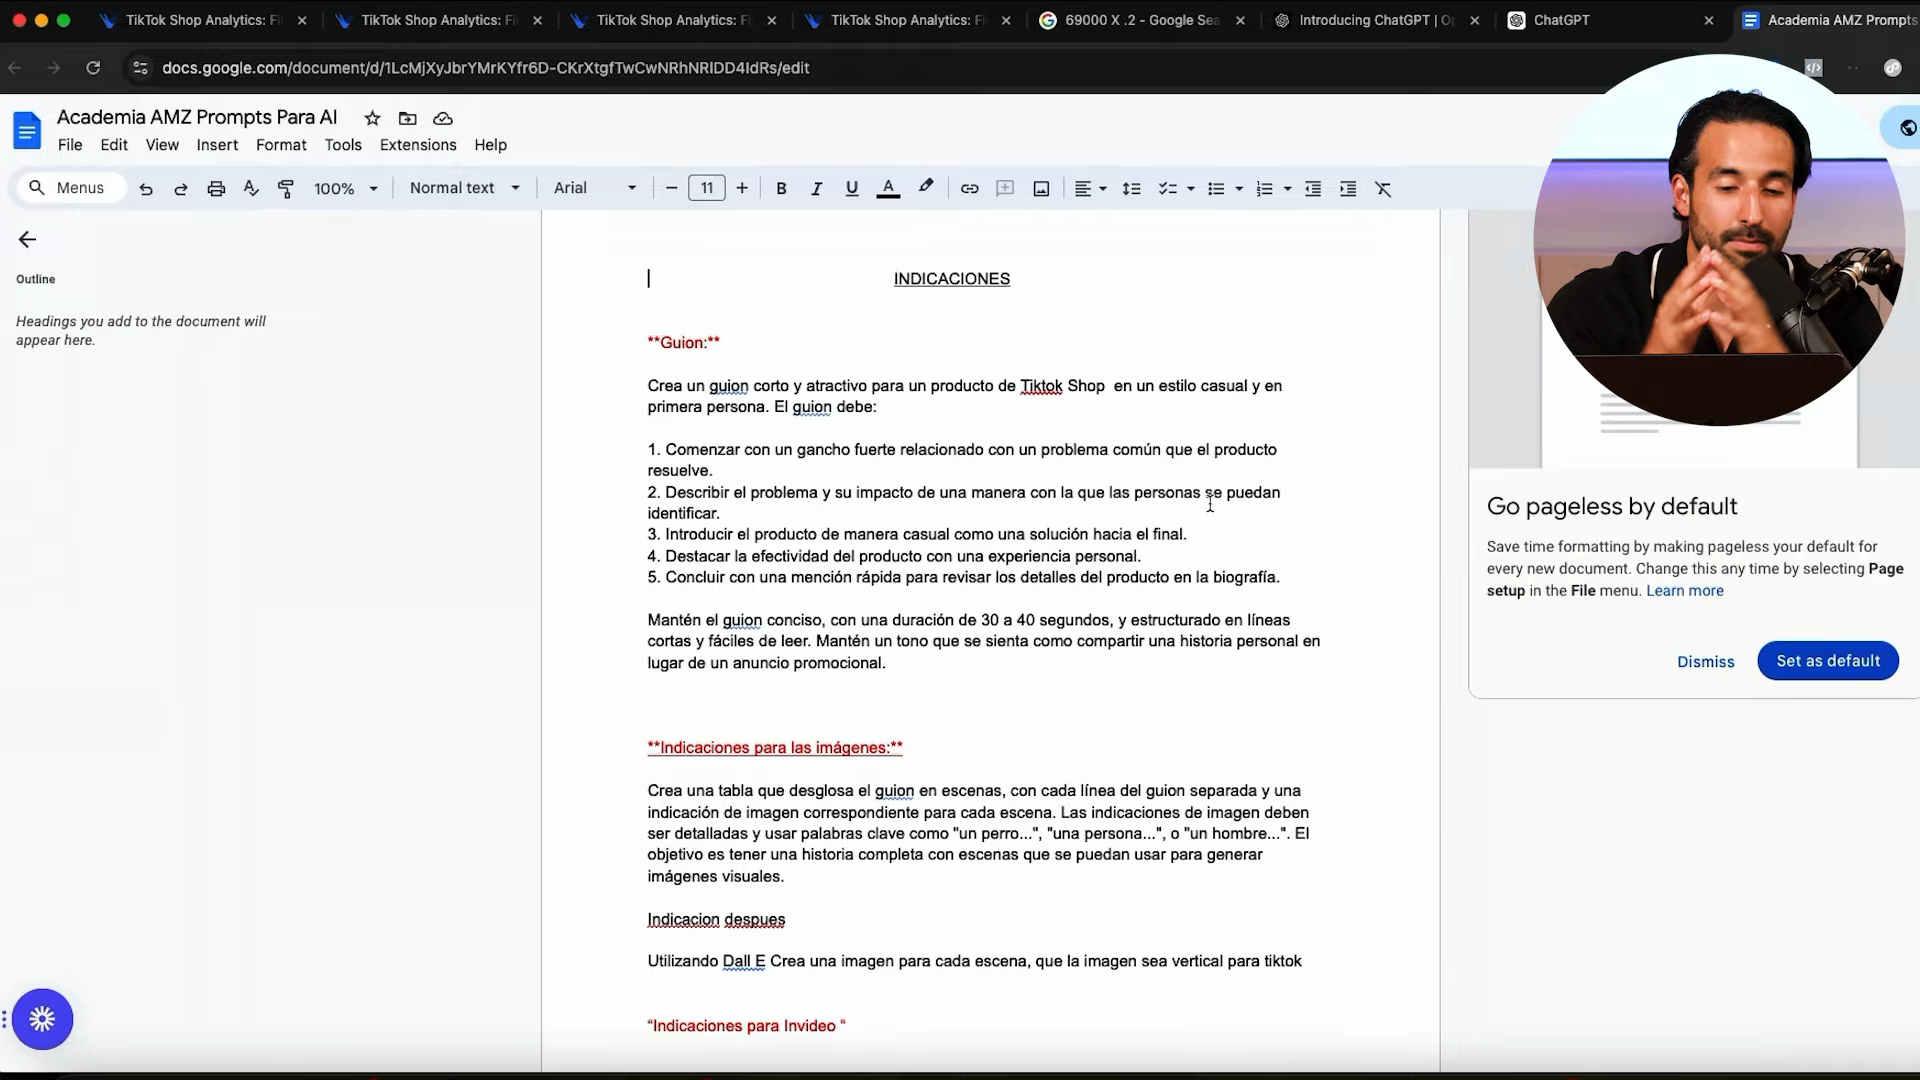 TikTok Shop Analytics: Fi
TikTok Shop Analytics: Fi
TikTok Shop Analytics: Fi
TikTok Shop Analytics: Fi
69000 X .2 - Google Sea
Introducing ChatGPT | Op
ChatGPT
Academia AMZ Prompts
docs.google.com/document/d/1LcMjXyJbrYMrKYfr6D-CKrXtgfTwCwNRhNRIDD4IdRs/edit
Academia AMZ Prompts Para AI
File Edit View Insert Format Tools Extensions Help
Menus 100% Normal text Arial 11 B I U A
Outline
Headings you add to the document will
appear here.
INDICACIONES
**Guion:**
Crea un guion corto y atractivo para un producto de Tiktok Shop en un estilo casual y en
primera persona. El guion debe:
1. Comenzar con un gancho fuerte relacionado con un problema común que el producto
resuelve.
2. Describir el problema y su impacto de una manera con la que las personas se puedan
identificar.
3. Introducir el producto de manera casual como una solución hacia el final.
4. Destacar la efectividad del producto con una experiencia personal.
5. Concluir con una mención rápida para revisar los detalles del producto en la biografía.
Mantén el guion conciso, con una duración de 30 a 40 segundos, y estructurado en líneas
cortas y fáciles de leer. Mantén un tono que se sienta como compartir una historia personal en
lugar de un anuncio promocional.
**Indicaciones para las imágenes:**
Crea una tabla que desglosa el guion en escenas, con cada línea del guion separada y una
indicación de imagen correspondiente para cada escena. Las indicaciones de imagen deben
ser detalladas y usar palabras clave como "un perro...", "una persona...", o "un hombre...". El
objetivo es tener una historia completa con escenas que se puedan usar para generar
imágenes visuales.
Indicacion despues
Utilizando Dall E Crea una imagen para cada escena, que la imagen sea vertical para tiktok
“Indicaciones para Invideo “
Go pageless by default
Save time formatting by making pageless your default for
every new document. Change this any time by selecting Page
setup in the File menu. Learn more
Dismiss
Set as default